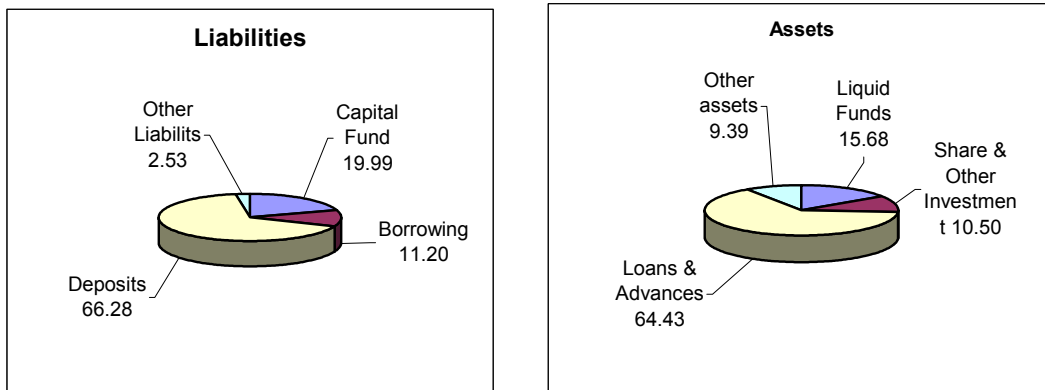 Liabilities
Other
Liabilits
2.53
Capital
Fund
19.99
Borrowing
11.20
Deposits
66.28
Assets
Other
assets
9.39
Liquid
Funds
15.68
Share &
Other
Investmen
t 10.50
Loans &
Advances
64.43